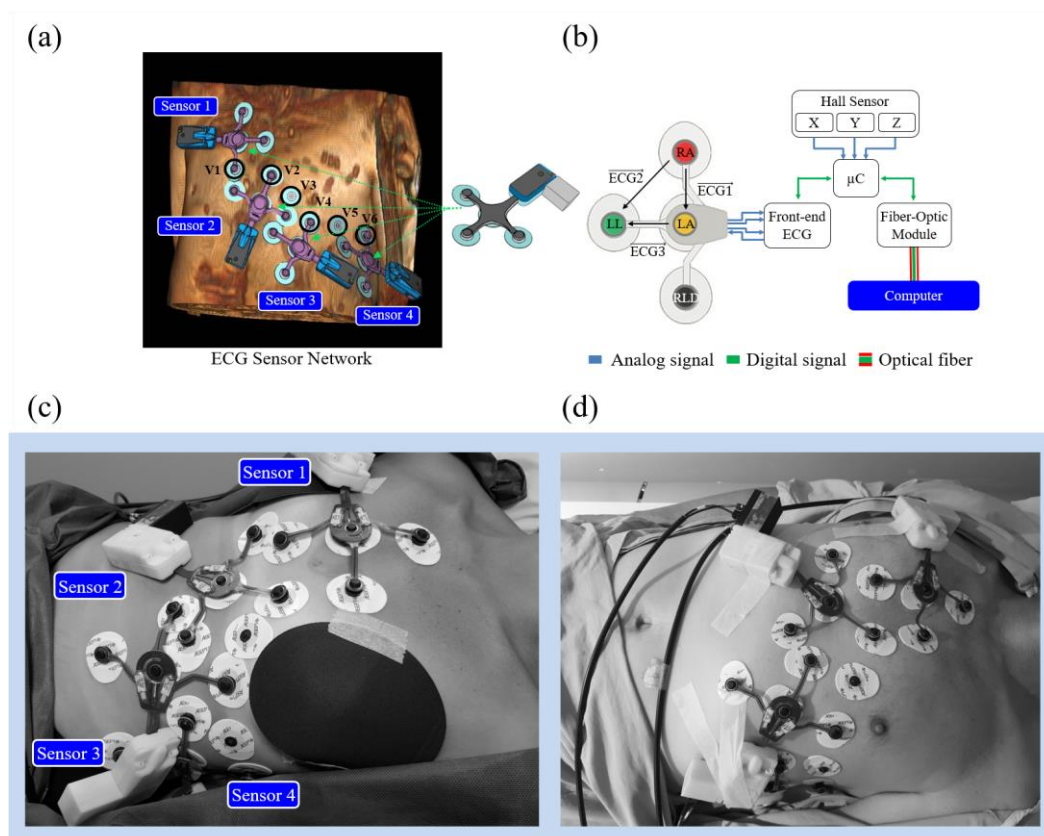 (a)
Sensor 1
V1
V2
V3
V4
V5
V6
Sensor 2
Sensor 3
Sensor 4
ECG Sensor Network
(b)
Hall Sensor
X Y Z
RA
ECG2
ECG1
µC
LL
LA
ECG3
Front-end
ECG
Fiber-Optic
Module
RLD
Computer
Analog signal Digital signal Optical fiber
(c)
Sensor 1
Sensor 2
Sensor 3
Sensor 4
(d)